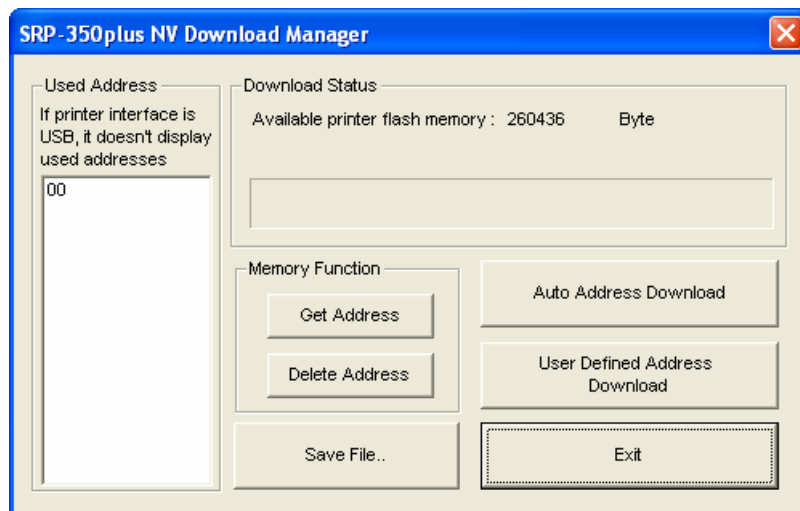 SRP-350plus NV Download Manager
Used Address
If printer interface is
USB, it doesn't display
used addresses
00
Download Status
Available printer flash memory : 260436 Byte
Memory Function
Get Address
Delete Address
Auto Address Download
User Defined Address
Download
Save File..
Exit